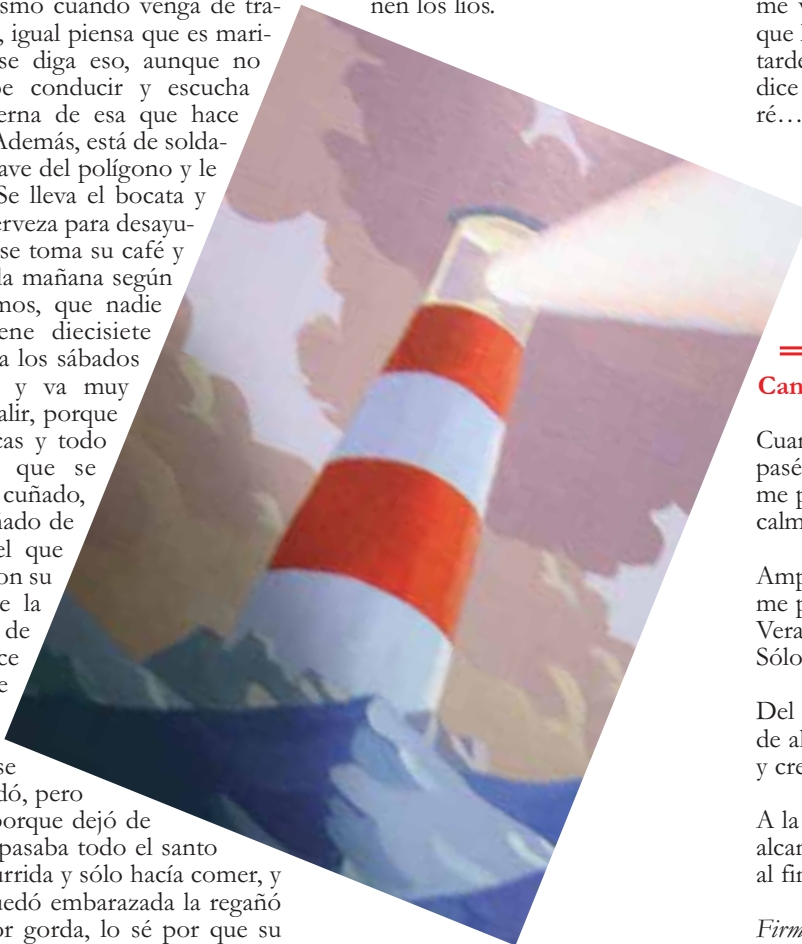 smo cuando venga de tra-
, igual piensa que es mari-
se diga eso, aunque no
e conducir y escucha
erna de esa que hace
Además, está de solda-
ave del polígono y le
Se lleva el bocata y
erveza para desayu-
se toma su café y
la mañana según
mos, que nadie
ene diecisiete
a los sábados
y va muy
alir, porque
cas y todo
que se
cuñado,
ñado de
el que
on su
e la
de
ce
e
se
dó, pero
porque dejó de
pasaba todo el santo
urrida y sólo hacía comer, y
uedó embarazada la regañó
or gorda, lo sé por que su
nen los líos.
me
que
tarde
dice
ré…
Can
Cuan
pasé
me p
calm
Amp
me p
Vera
Sólo
Del
de al
y cre
A la
alcan
al fin
Firm